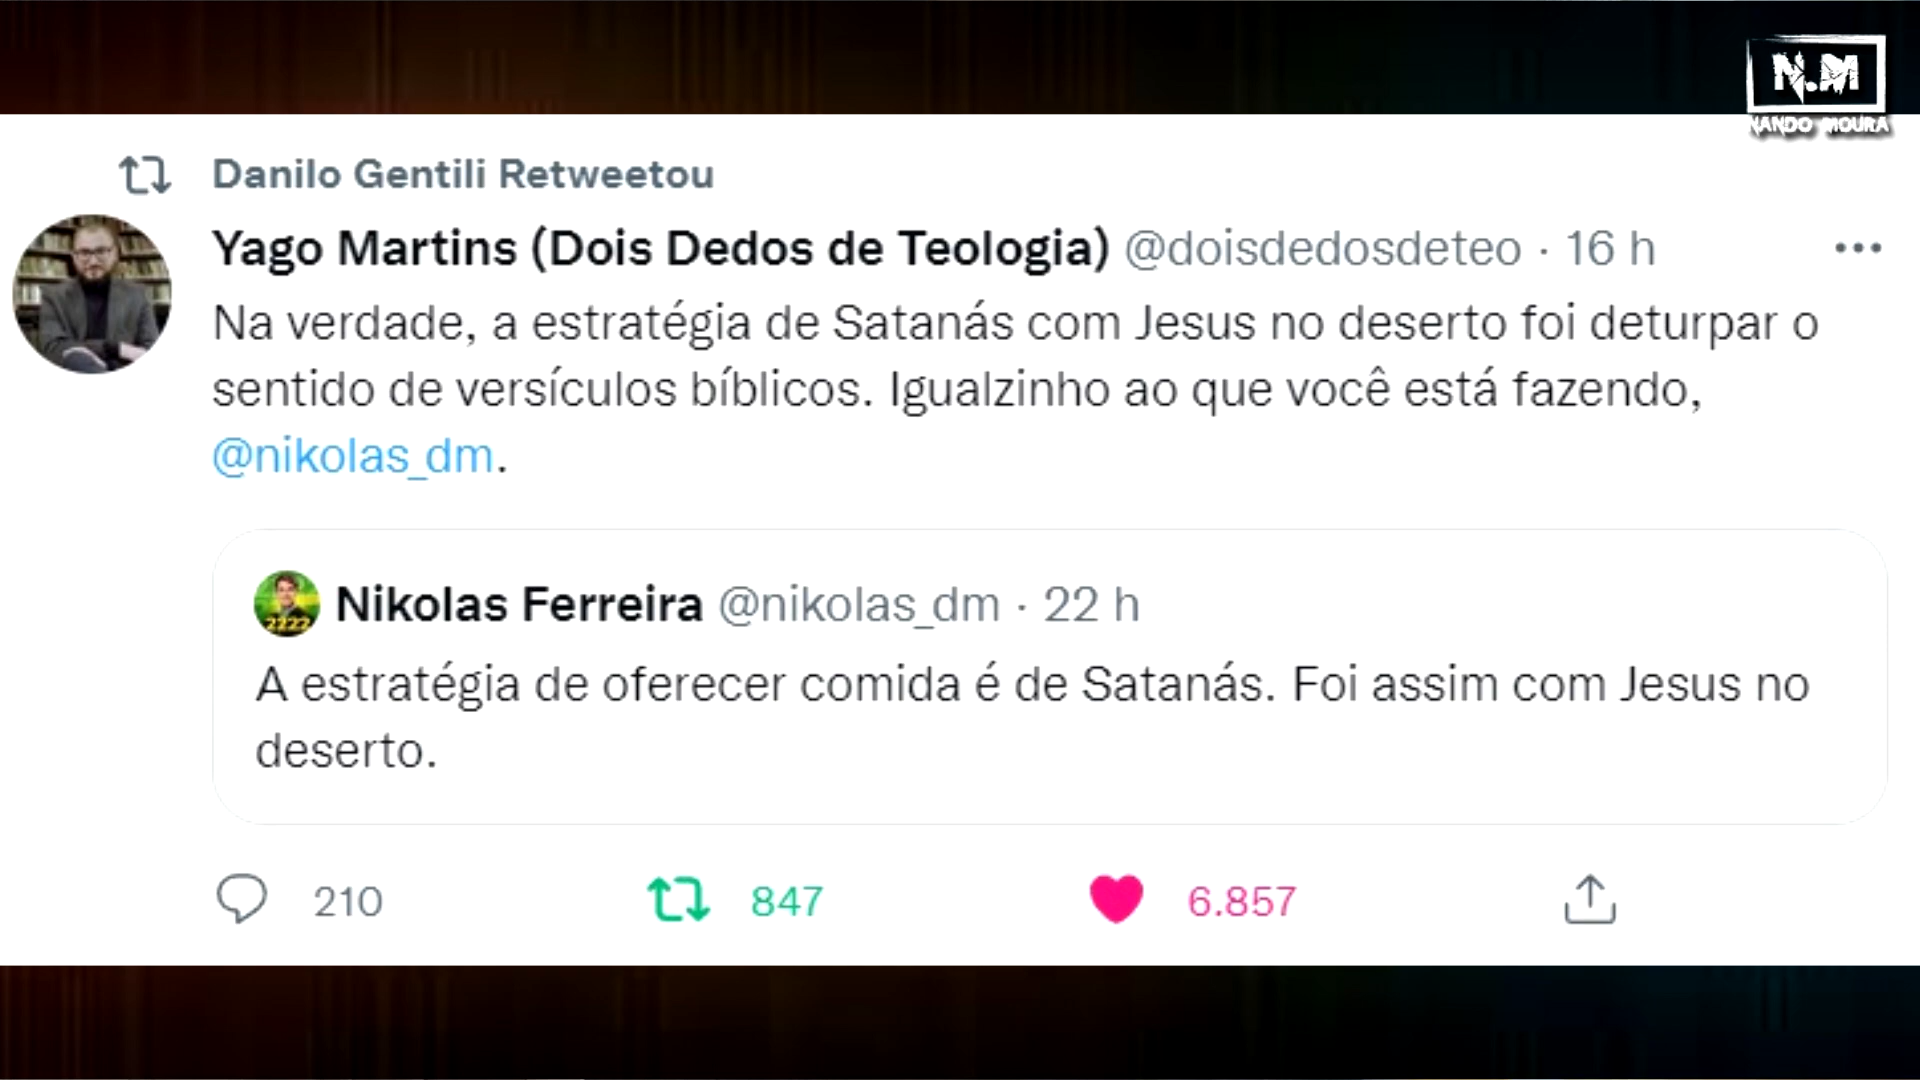 N.M
NANDO MOURA
Danilo Gentili Retweetou
Yago Martins (Dois Dedos de Teologia) @doisdedosdeteo · 16 h
Na verdade, a estratégia de Satanás com Jesus no deserto foi deturpar o
sentido de versículos bíblicos. Igualzinho ao que você está fazendo,
@nikolas_dm.
Nikolas Ferreira @nikolas_dm · 22 h
2222
A estratégia de oferecer comida é de Satanás. Foi assim com Jesus no
deserto.
210 847 6.857